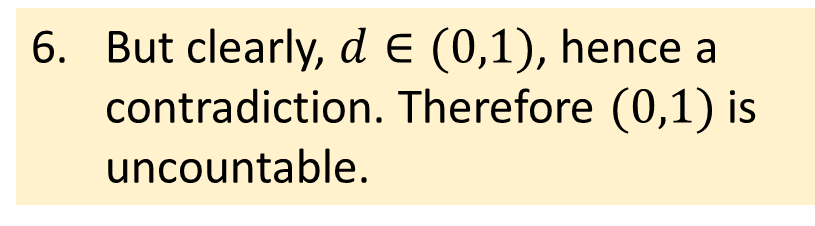 6. But clearly, 𝑑 ∈ (0,1), hence a
contradiction. Therefore (0,1) is
uncountable.